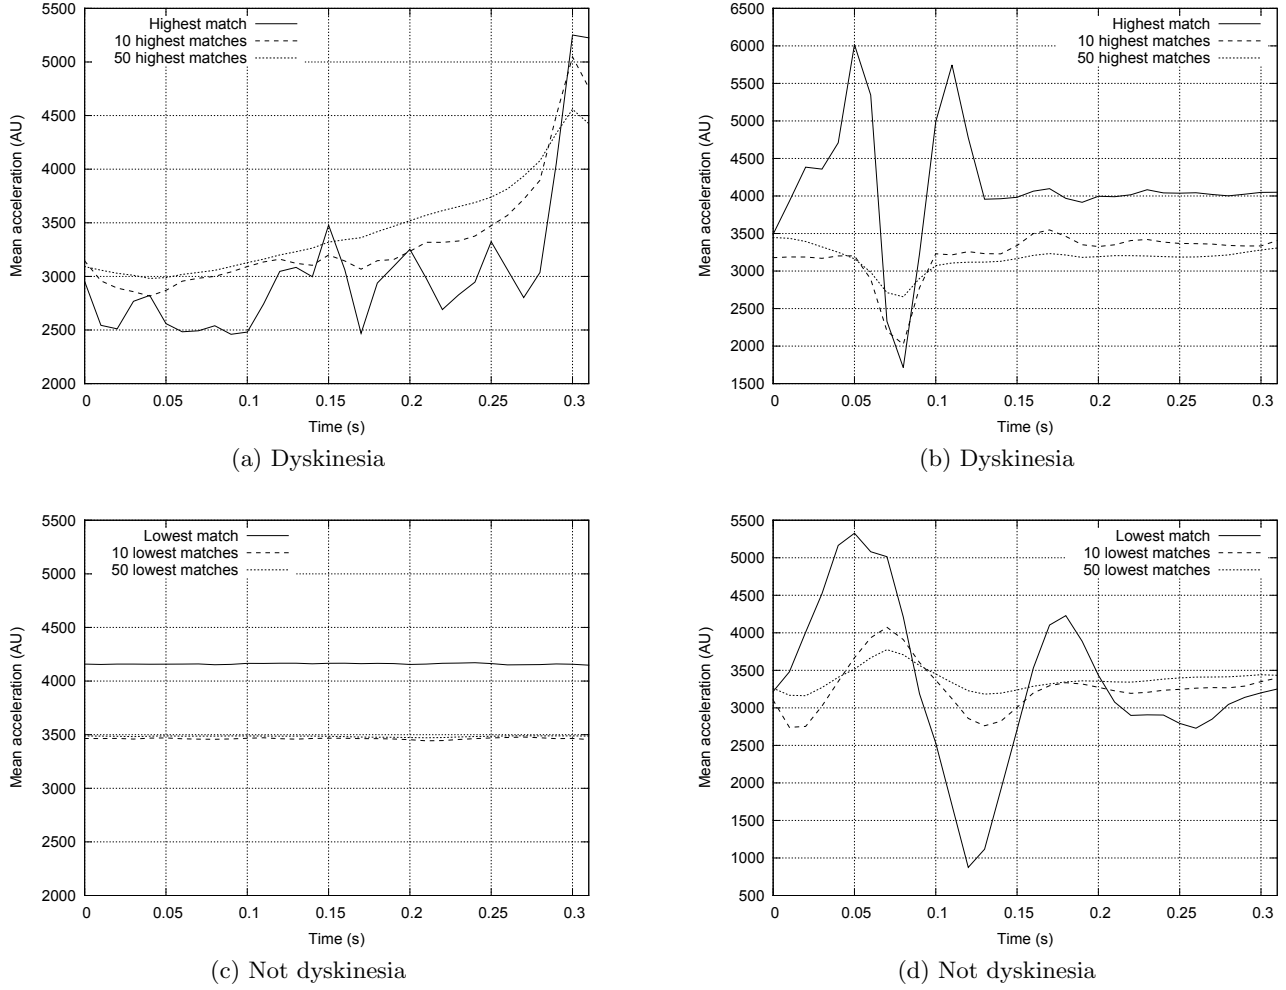 5500
5000
4500
4000
3500
3000
2500
2000
0 0.05 0.1 0.15 0.2 0.25 0.3
Mean acceleration (AU)
Time (s)
Highest match
10 highest matches
50 highest matches
(a) Dyskinesia
6500
6000
5500
5000
4500
4000
3500
3000
2500
2000
1500
0 0.05 0.1 0.15 0.2 0.25 0.3
Mean acceleration (AU)
Time (s)
Highest match
10 highest matches
50 highest matches
(b) Dyskinesia
5500
5000
4500
4000
3500
3000
2500
2000
0 0.05 0.1 0.15 0.2 0.25 0.3
Mean acceleration (AU)
Time (s)
Lowest match
10 lowest matches
50 lowest matches
(c) Not dyskinesia
5500
5000
4500
4000
3500
3000
2500
2000
1500
1000
500
0 0.05 0.1 0.15 0.2 0.25 0.3
Mean acceleration (AU)
Time (s)
Lowest match
10 lowest matches
50 lowest matches
(d) Not dyskinesia